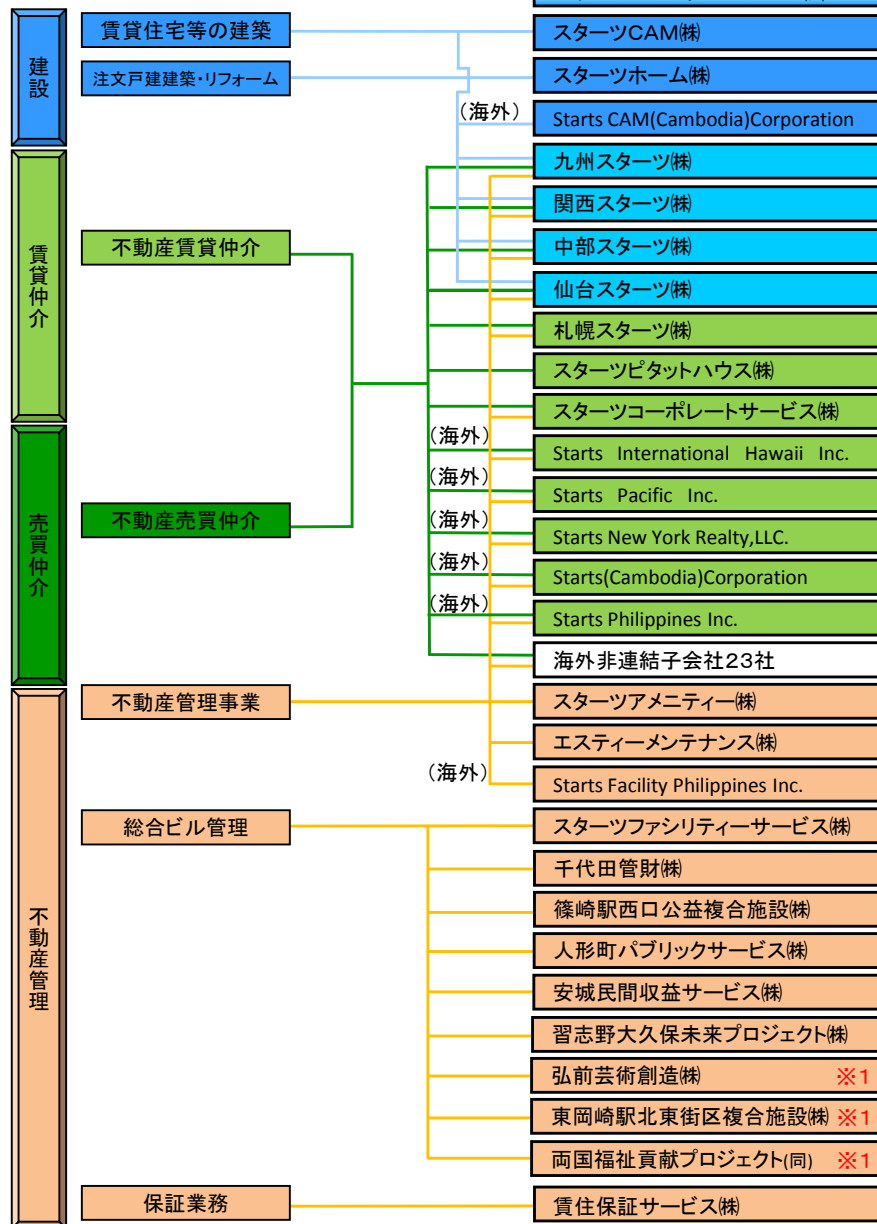 建設
賃貸住宅等の建築
スターツCAM㈱
注文戸建建築・リフォーム
スターツホーム㈱
（海外）
Starts CAM(Cambodia)Corporation
賃貸仲介
不動産賃貸仲介
九州スターツ㈱
関西スターツ㈱
中部スターツ㈱
仙台スターツ㈱
札幌スターツ㈱
スターツピタットハウス㈱
スターツコーポレートサービス㈱
売買仲介
不動産売買仲介
（海外）
Starts International Hawaii Inc.
（海外）
Starts Pacific Inc.
（海外）
Starts New York Realty,LLC.
（海外）
Starts(Cambodia)Corporation
（海外）
Starts Philippines Inc.
海外非連結子会社２３社
不動産管理
不動産管理事業
スターツアメニティー㈱
エスティーメンテナンス㈱
（海外）
Starts Facility Philippines Inc.
総合ビル管理
スターツファシリティーサービス㈱
千代田管財㈱
篠崎駅西口公益複合施設㈱
人形町パブリックサービス㈱
安城民間収益サービス㈱
習志野大久保未来プロジェクト㈱
弘前芸術創造㈱ ※１
東岡崎駅北東街区複合施設㈱ ※１
両国福祉貢献プロジェクト(同) ※１
保証業務
賃住保証サービス㈱